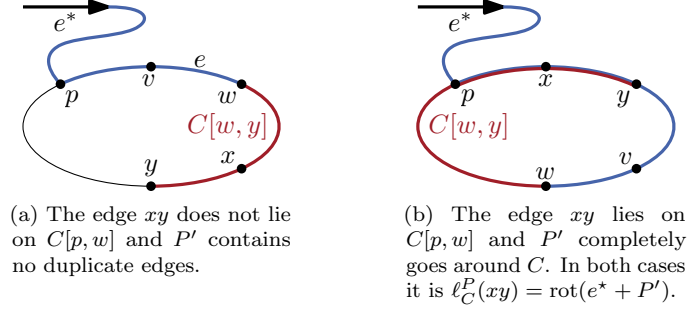 e*
p
v
e
w
C[w, y]
x
y
(a) The edge xy does not lie
on C[p, w] and P′ contains
no duplicate edges.
e*
p
x
y
C[w, y]
v
w
(b) The edge xy lies on
C[p, w] and P′ completely
goes around C. In both cases
it is ℓ_C^P(xy) = rot(e⋆ + P′).